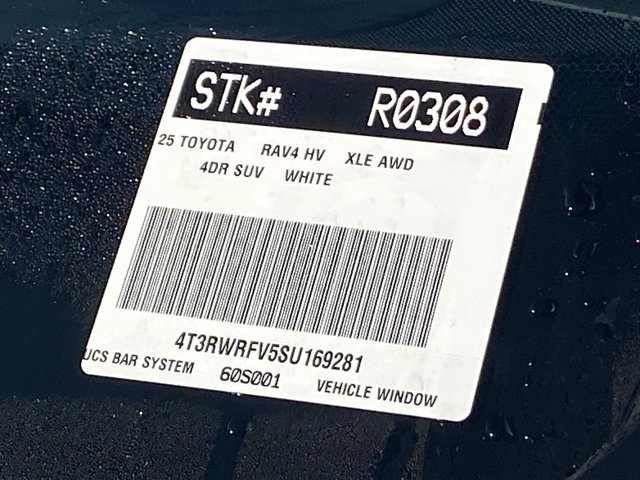 STK# R0308
25 TOYOTA RAV4 HV XLE AWD
4DR SUV WHITE
4T3RWRFV5SU169281
UCS BAR SYSTEM 60S001 VEHICLE WINDOW